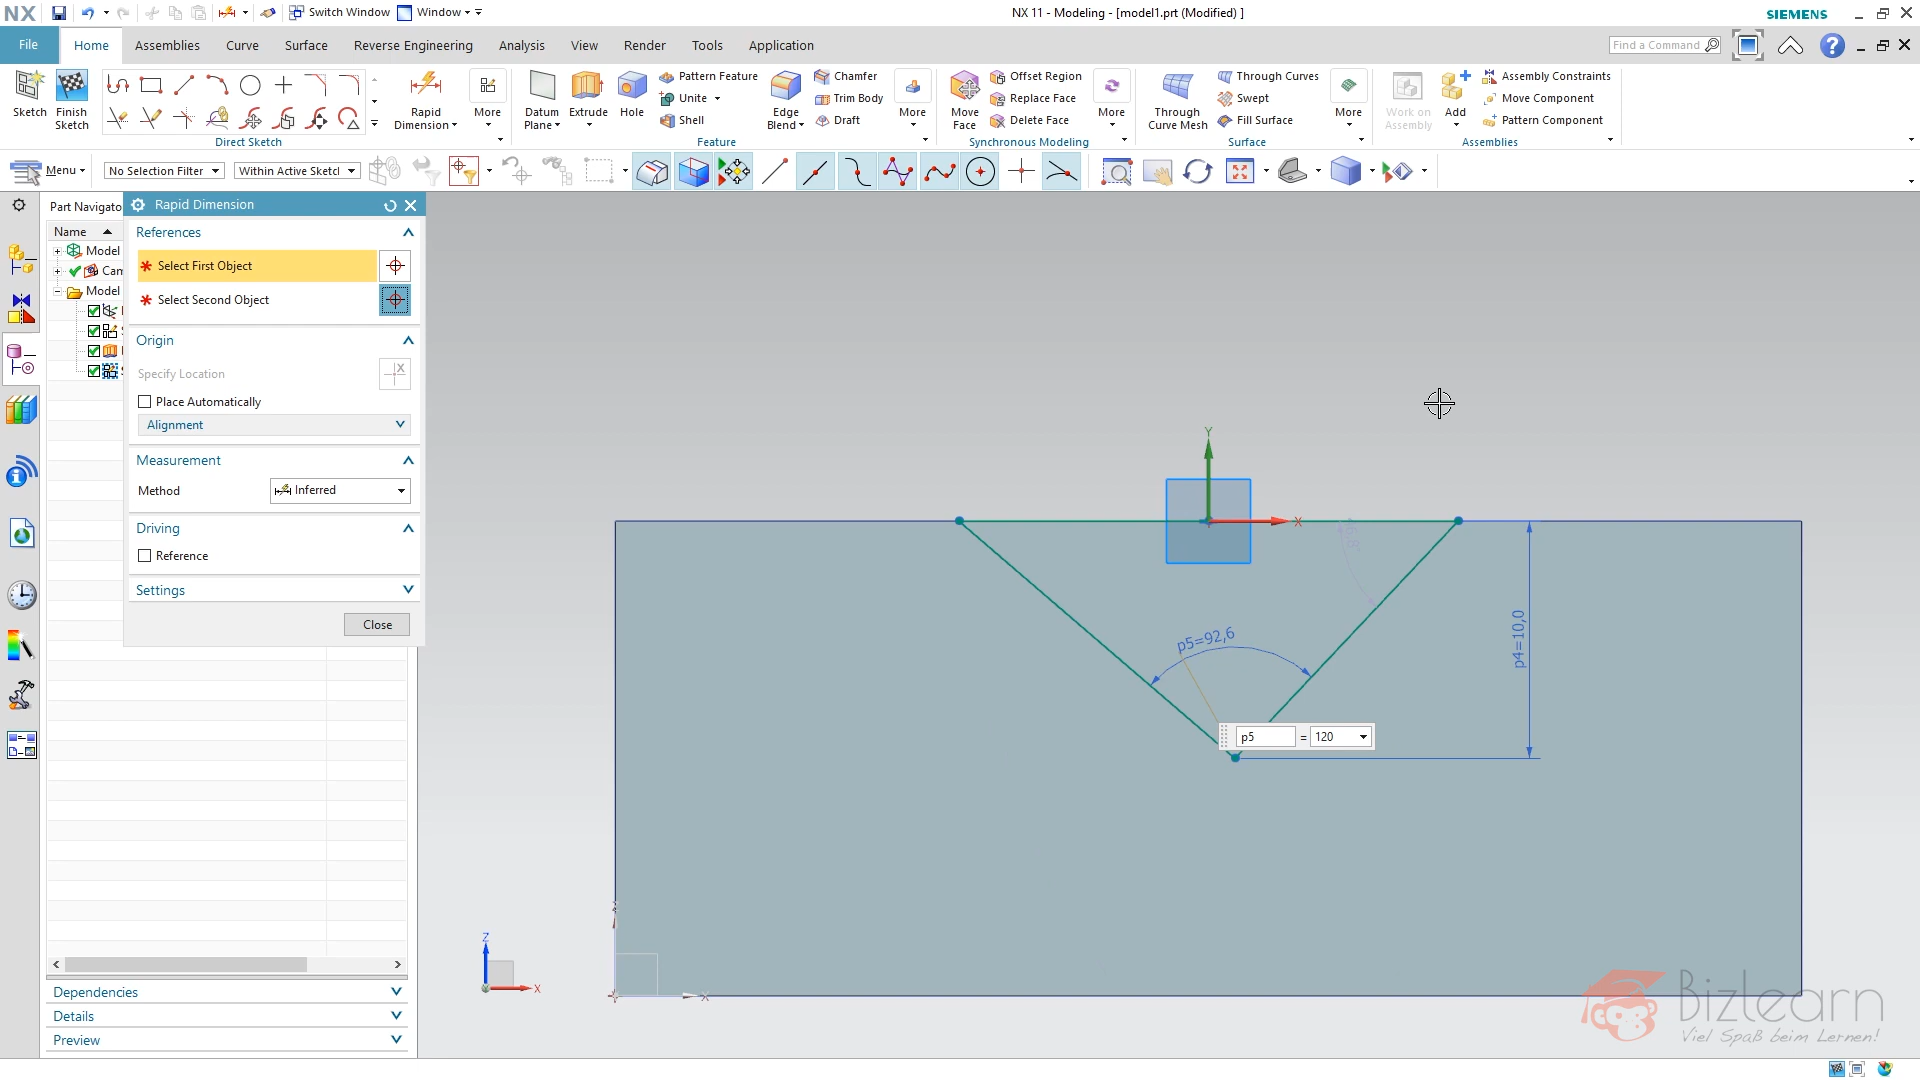 NX
Switch Window
Window
NX 11 - Modeling - [model1.prt (Modified) ]
SIEMENS
File
Home
Assemblies
Curve
Surface
Reverse Engineering
Analysis
View
Render
Tools
Application
Find a Command
Sketch
Finish Sketch
Rapid Dimension
More
Direct Sketch
Datum Plane
Extrude
Hole
Pattern Feature
Unite
Shell
Edge Blend
Chamfer
Trim Body
Draft
More
Feature
Move Face
Offset Region
Replace Face
Delete Face
More
Synchronous Modeling
Through Curve Mesh
Through Curves
Swept
Fill Surface
More
Surface
Work on Assembly
Add
Assembly Constraints
Move Component
Pattern Component
Assemblies
Menu
No Selection Filter
Within Active Sketcl
Part Navigato
Name
Model
Cam
Model
Rapid Dimension
References
Select First Object
Select Second Object
Origin
Specify Location
Place Automatically
Alignment
Measurement
Method
Inferred
Driving
Reference
Settings
Close
Dependencies
Details
Preview
Y
X
p5=92,6
p4=10,0
p5 = 120
Z
X
X
Bizlearn
Viel Spaß beim Lernen!